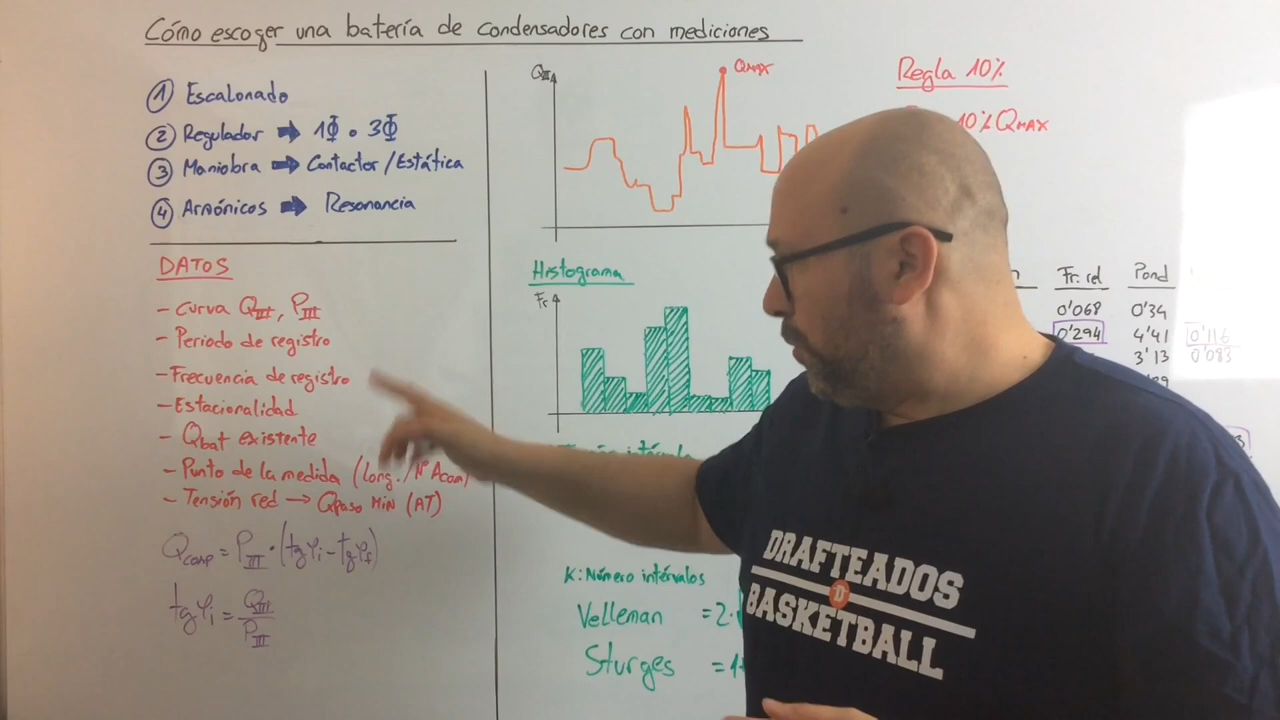 Cómo escoger una batería de condensadores con mediciones
① Escalonado
② Regulador ➡ 1Φ o 3Φ
③ Maniobra ➡ Contactor / Estática
④ Armónicos ➡ Resonancia
DATOS
- Curva QIII, PIII
- Periodo de registro
- Frecuencia de registro
- Estacionalidad
- Qbat existente
- Punto de la medida (Long./Nº Acom)
- Tensión red → Qpaso MIN (AT)
Qcomp = PIII · (tgφi - tgφf)
tgφi = QIII / PIII
QIII
QMAX
Histograma
Fr
K: Número intervalos
Velleman = 2·
Sturges = 1+
Regla 10%
10% QMAX
Fr. rel Pond
0'068 0'34
0'294 4'41 0'116
3'13 0'083
DRAFTEADOS
D
BASKETBALL